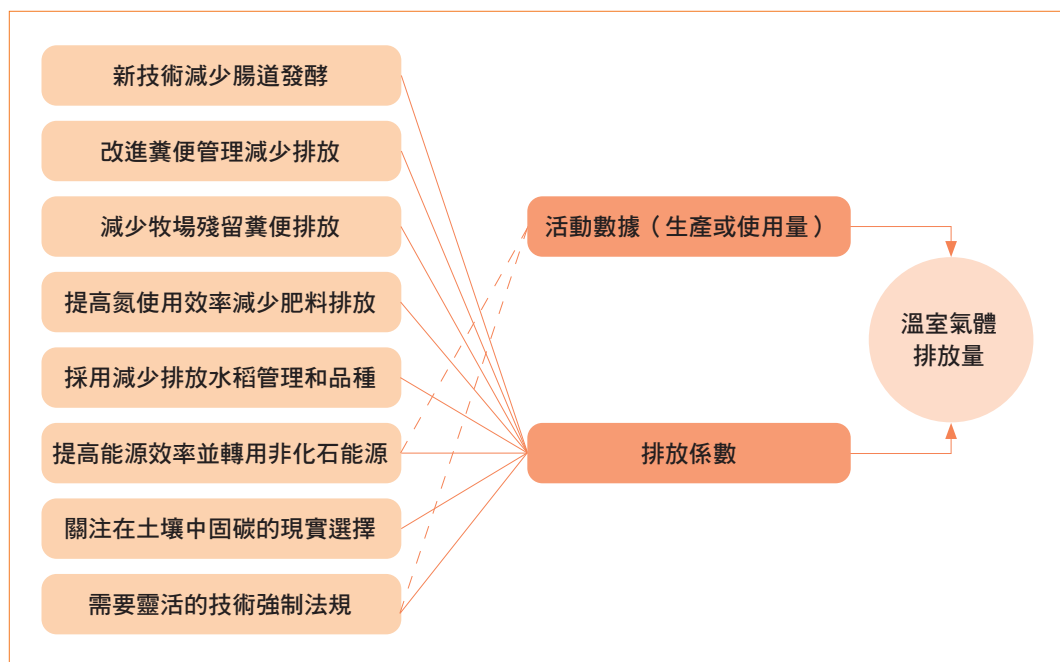 新技術減少腸道發酵
改進糞便管理減少排放
減少牧場殘留糞便排放
提高氮使用效率減少肥料排放
採用減少排放水稻管理和品種
提高能源效率並轉用非化石能源
關注在土壤中固碳的現實選擇
需要靈活的技術強制法規
活動數據（生產或使用量）
排放係數
溫室氣體
排放量